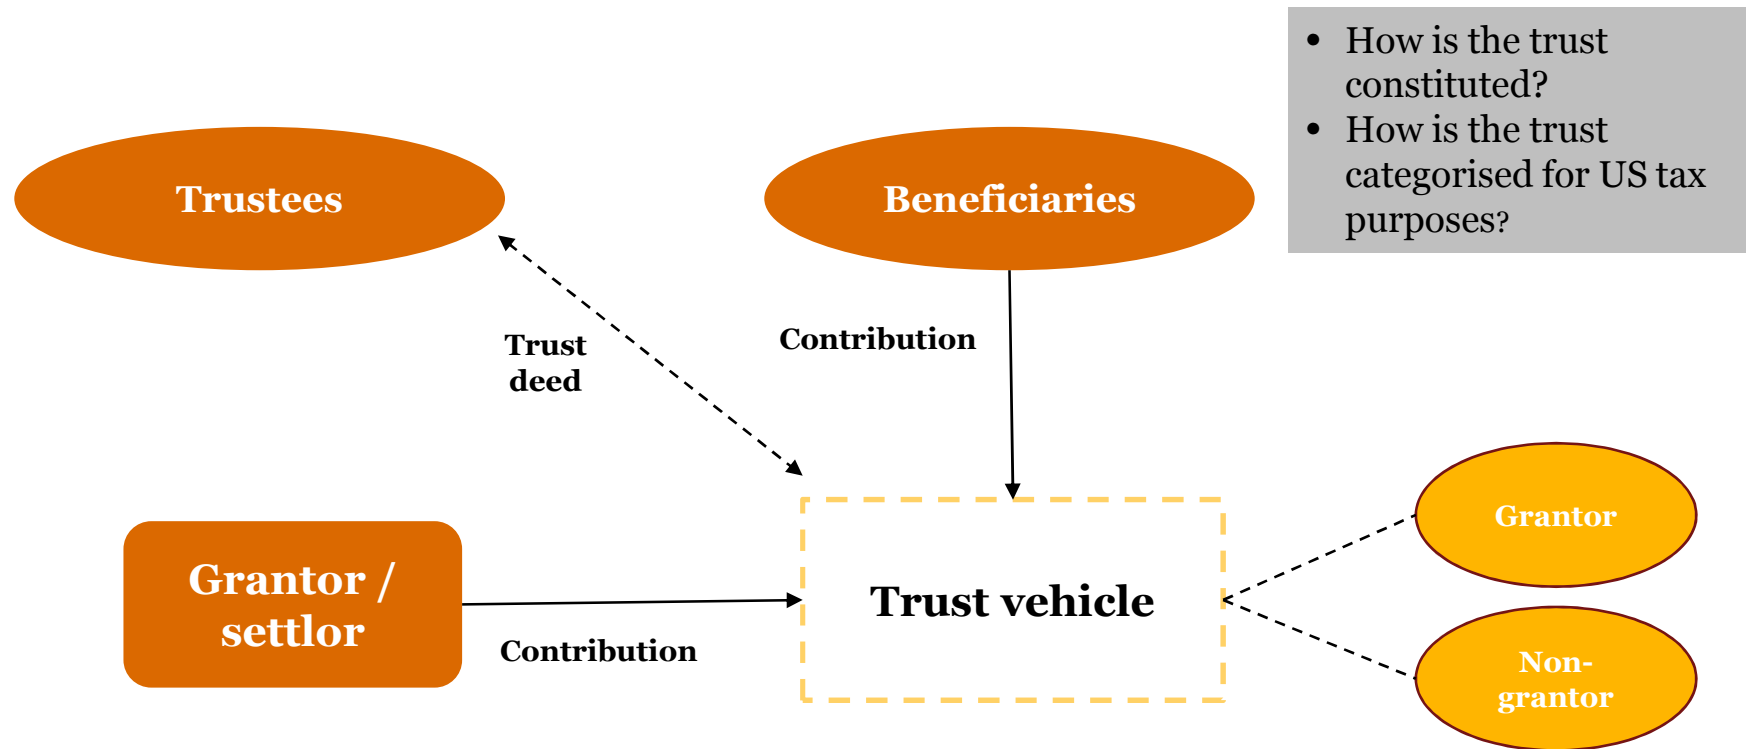 • How is the trust
constituted?
• How is the trust
categorised for US tax
purposes?
Trustees
Beneficiaries
Trust
deed
Contribution
Grantor /
settlor
Contribution
Trust vehicle
Grantor
Non-
grantor